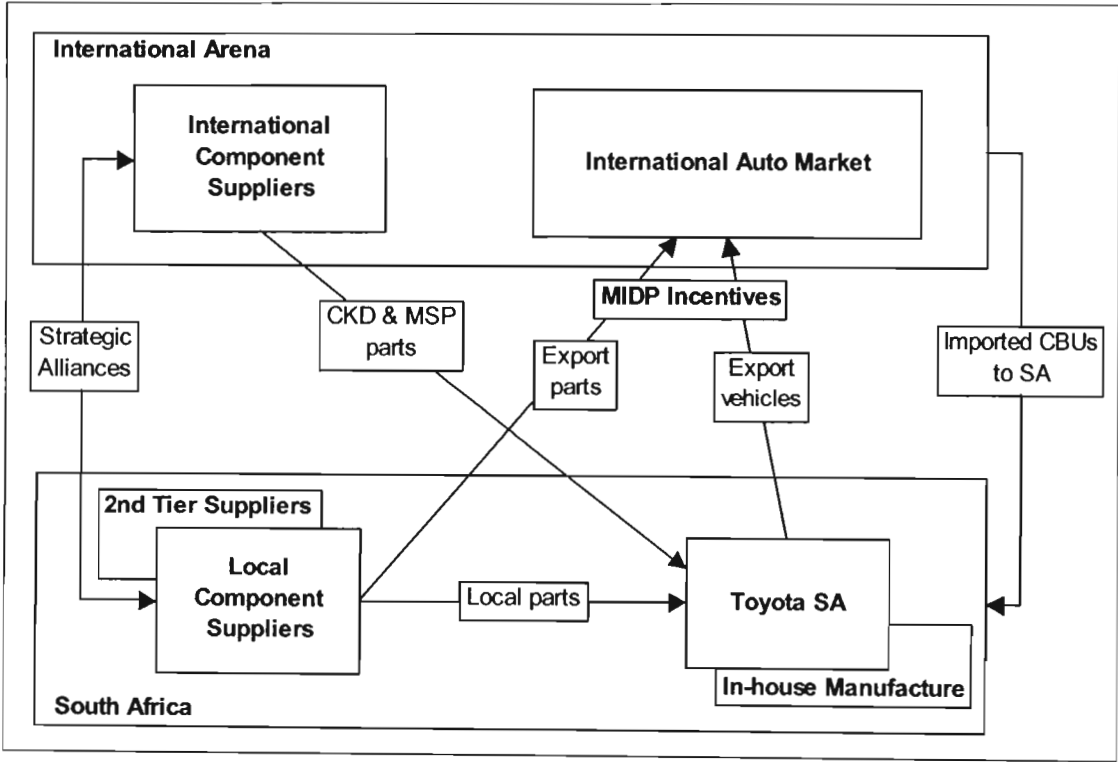 International Arena
International
Component
Suppliers
International Auto Market
MIDP Incentives
CKD & MSP
parts
Strategic
Alliances
Export
parts
Export
vehicles
Imported CBUs
to SA
2nd Tier Suppliers
Local
Component
Suppliers
Local parts
Toyota SA
In-house Manufacture
South Africa